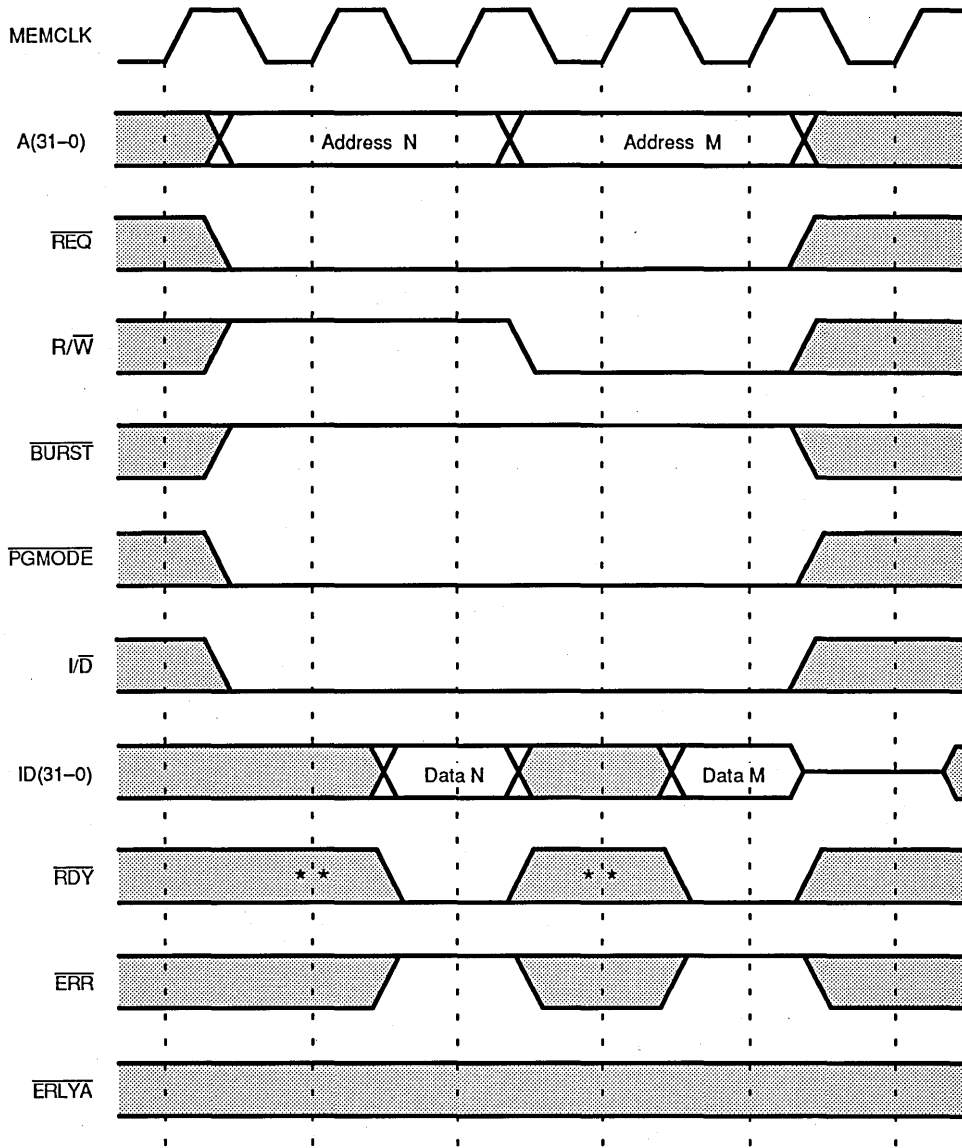 MEMCLK
A(31–0)
Address N
Address M
REQ
R/W
BURST
PGMODE
I/D
ID(31–0)
Data N
Data M
RDY
* *
* *
ERR
ERLYA